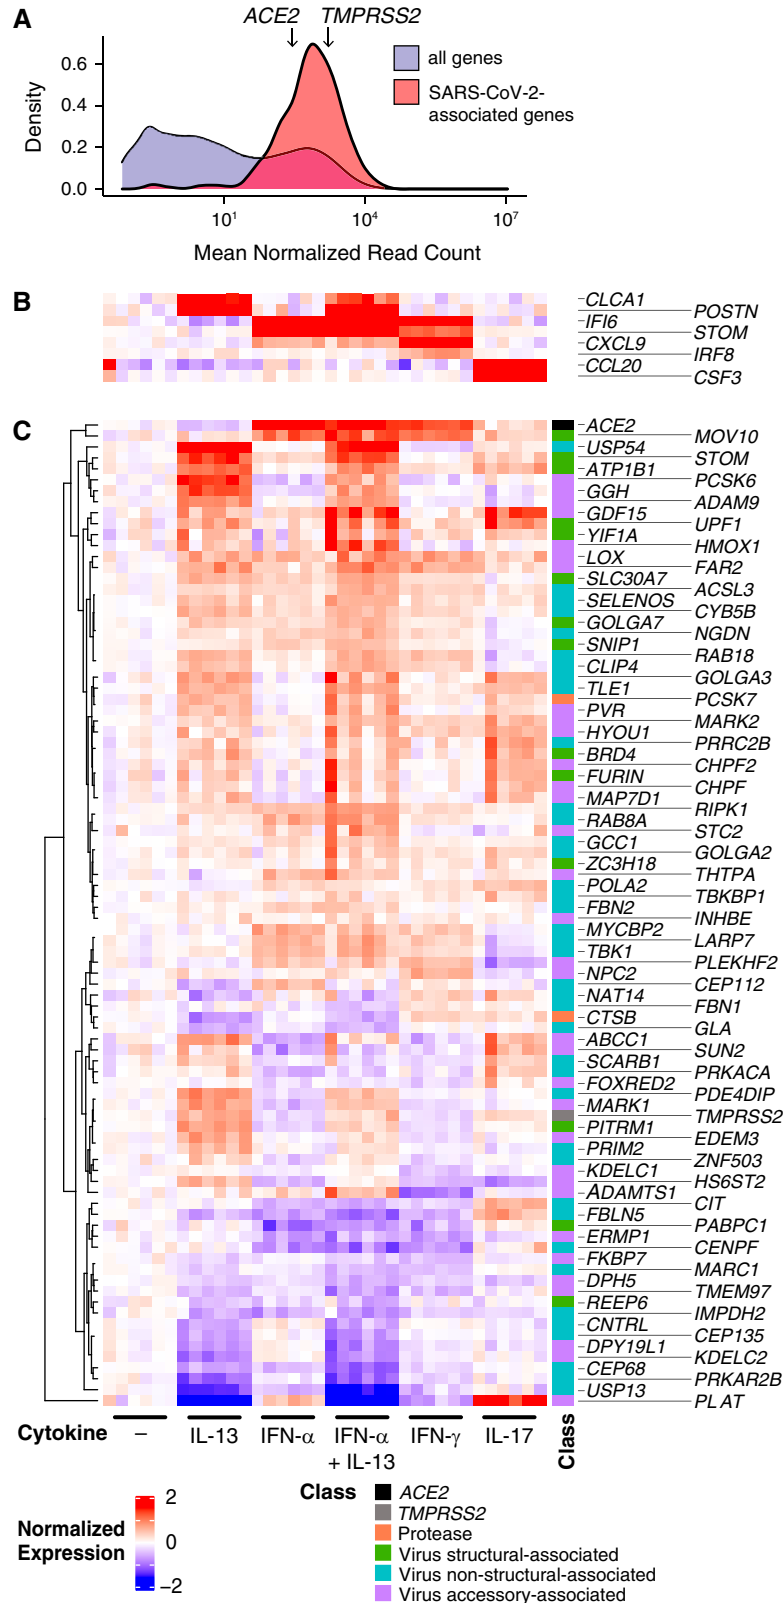 A
ACE2 TMPRSS2
all genes
SARS-CoV-2-
associated genes
Density
0.6
0.4
0.2
0.0
10¹ 10⁴ 10⁷
Mean Normalized Read Count
B
CLCA1
POSTN
IFI6
STOM
CXCL9
IRF8
CCL20
CSF3
C
ACE2
MOV10
USP54
STOM
ATP1B1
PCSK6
GGH
ADAM9
GDF15
UPF1
YIF1A
HMOX1
LOX
FAR2
SLC30A7
ACSL3
SELENOS
CYB5B
GOLGA7
NGDN
SNIP1
RAB18
CLIP4
GOLGA3
TLE1
PCSK7
PVR
MARK2
HYOU1
PRRC2B
BRD4
CHPF2
FURIN
CHPF
MAP7D1
RIPK1
RAB8A
STC2
GCC1
GOLGA2
ZC3H18
THTPA
POLA2
TBKBP1
FBN2
INHBE
MYCBP2
LARP7
TBK1
PLEKHF2
NPC2
CEP112
NAT14
FBN1
CTSB
GLA
ABCC1
SUN2
SCARB1
PRKACA
FOXRED2
PDE4DIP
MARK1
TMPRSS2
PITRM1
EDEM3
PRIM2
ZNF503
KDELC1
HS6ST2
ADAMTS1
CIT
FBLN5
PABPC1
ERMP1
CENPF
FKBP7
MARC1
DPH5
TMEM97
REEP6
IMPDH2
CNTRL
CEP135
DPY19L1
KDELC2
CEP68
PRKAR2B
USP13
PLAT
Cytokine – IL-13 IFN-α IFN-α IFN-γ IL-17
+ IL-13
Class
Normalized
Expression
2
0
−2
Class
ACE2
TMPRSS2
Protease
Virus structural-associated
Virus non-structural-associated
Virus accessory-associated